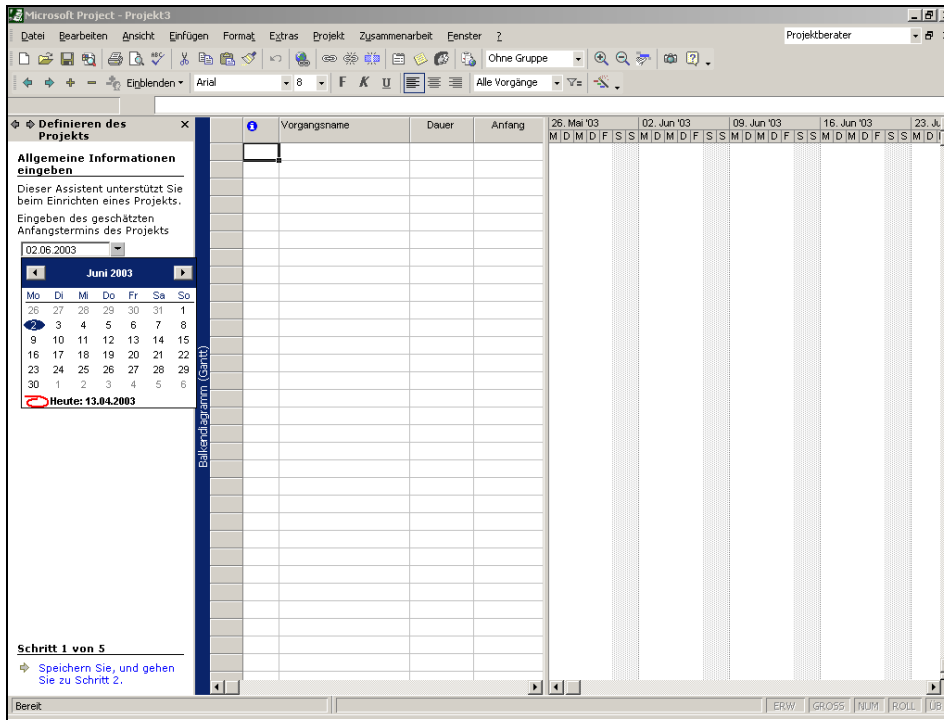 Microsoft Project - Projekt3
Datei Bearbeiten Ansicht Einfügen Format Extras Projekt Zusammenarbeit Fenster ? Projektberater
Ohne Gruppe
Einblenden Arial 8 F K U Alle Vorgänge
Definieren des
Projekts
Allgemeine Informationen
eingeben
Dieser Assistent unterstützt Sie
beim Einrichten eines Projekts.
Eingeben des geschätzten
Anfangstermins des Projekts
02.06.2003
Juni 2003
Mo Di Mi Do Fr Sa So
26 27 28 29 30 31 1
2 3 4 5 6 7 8
9 10 11 12 13 14 15
16 17 18 19 20 21 22
23 24 25 26 27 28 29
30 1 2 3 4 5 6
Heute: 13.04.2003
Schritt 1 von 5
Speichern Sie, und gehen
Sie zu Schritt 2.
Balkendiagramm (Gantt)
Vorgangsname Dauer Anfang
26. Mai '03 02. Jun '03 09. Jun '03 16. Jun '03 23.
M D M D F S S M D M D F S S M D M D F S S M D M D F S S M D
Bereit
ERW GROSS NUM ROLL ÜB